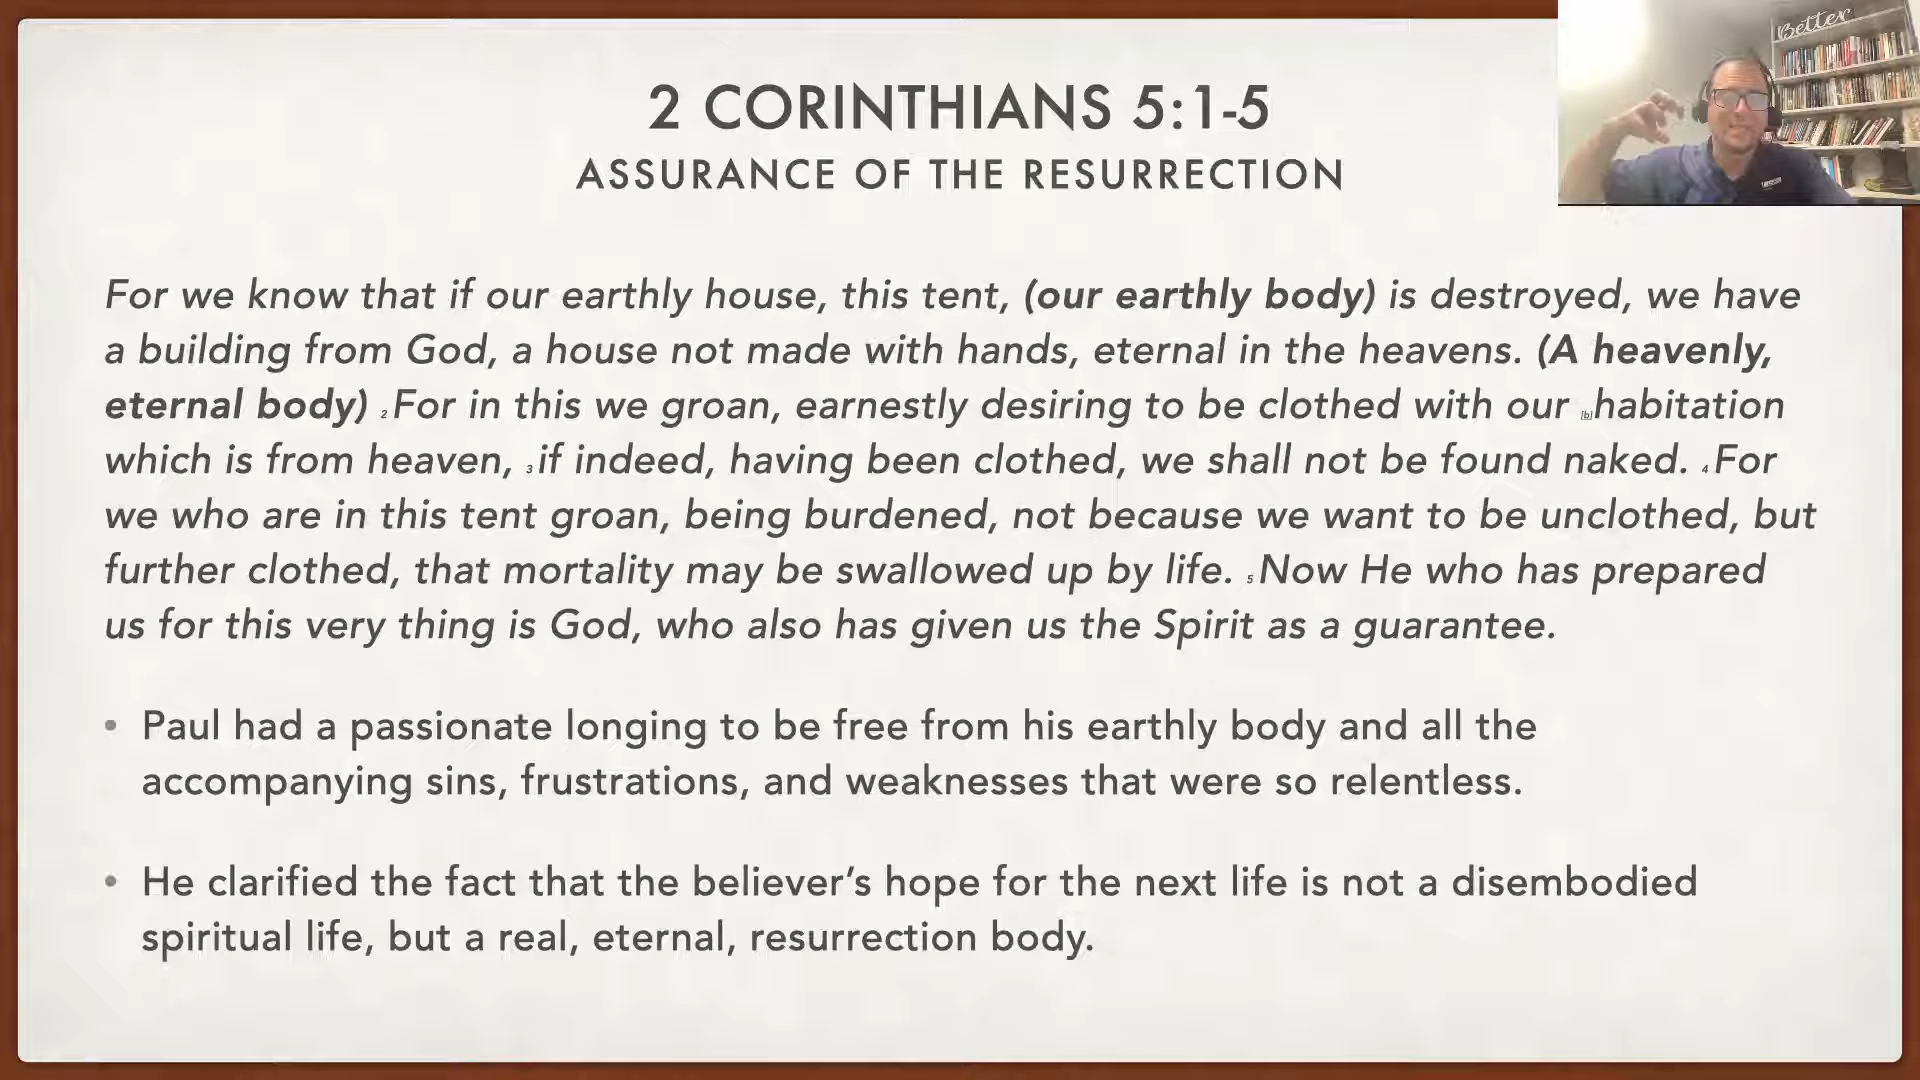 Better
2 CORINTHIANS 5:1-5
ASSURANCE OF THE RESURRECTION
For we know that if our earthly house, this tent, (our earthly body) is destroyed, we have
a building from God, a house not made with hands, eternal in the heavens. (A heavenly,
eternal body) 2 For in this we groan, earnestly desiring to be clothed with our [b]habitation
which is from heaven, 3 if indeed, having been clothed, we shall not be found naked. 4 For
we who are in this tent groan, being burdened, not because we want to be unclothed, but
further clothed, that mortality may be swallowed up by life. 5 Now He who has prepared
us for this very thing is God, who also has given us the Spirit as a guarantee.
• Paul had a passionate longing to be free from his earthly body and all the
accompanying sins, frustrations, and weaknesses that were so relentless.
• He clarified the fact that the believer’s hope for the next life is not a disembodied
spiritual life, but a real, eternal, resurrection body.